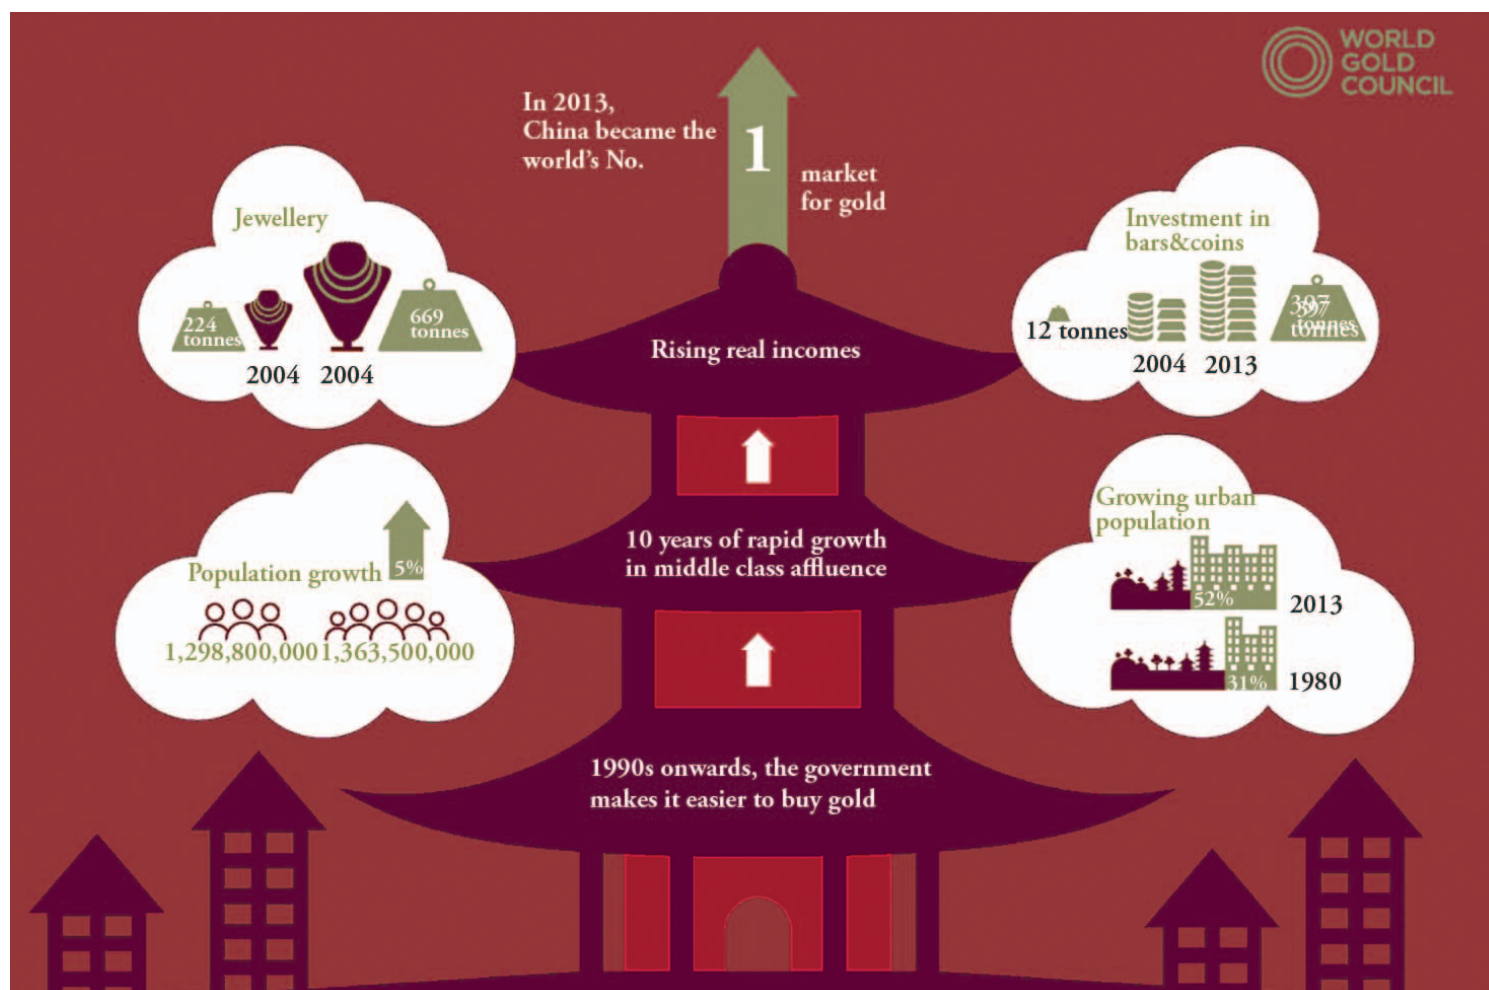 WORLD
GOLD
COUNCIL
In 2013,
China became the
world's No.
1
market
for gold
Jewellery
224
tonnes
669
tonnes
2004 2004
Investment in
bars&coins
12 tonnes
397
tonnes
2004 2013
Rising real incomes
10 years of rapid growth
in middle class affluence
Population growth 5%
1,298,800,000 1,363,500,000
Growing urban
population
52% 2013
31% 1980
1990s onwards, the government
makes it easier to buy gold